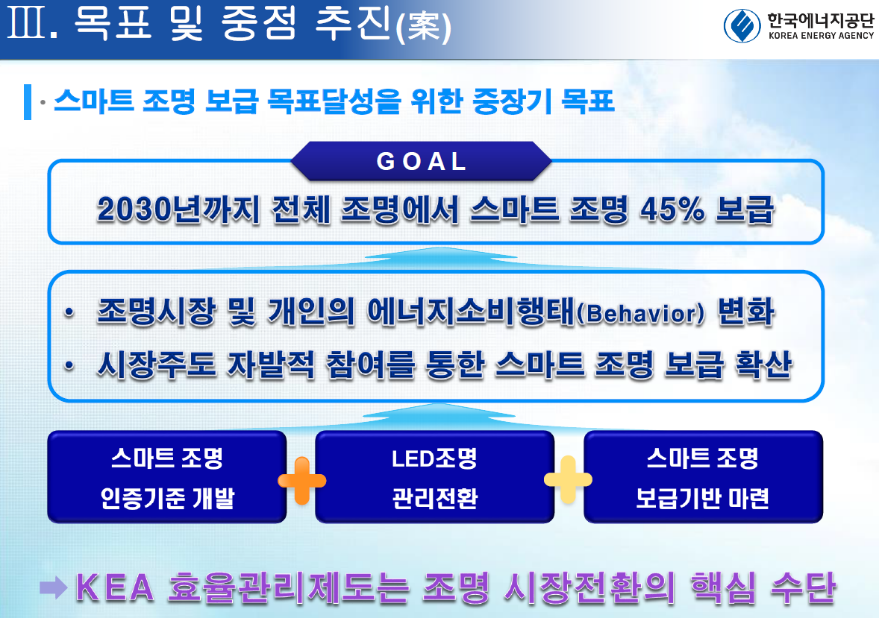 Ⅲ. 목표 및 중점 추진(案)
한국에너지공단
KOREA ENERGY AGENCY
· 스마트 조명 보급 목표달성을 위한 중장기 목표
GOAL
2030년까지 전체 조명에서 스마트 조명 45% 보급
• 조명시장 및 개인의 에너지소비행태(Behavior) 변화
• 시장주도 자발적 참여를 통한 스마트 조명 보급 확산
스마트 조명
인증기준 개발
LED조명
관리전환
스마트 조명
보급기반 마련
KEA 효율관리제도는 조명 시장전환의 핵심 수단